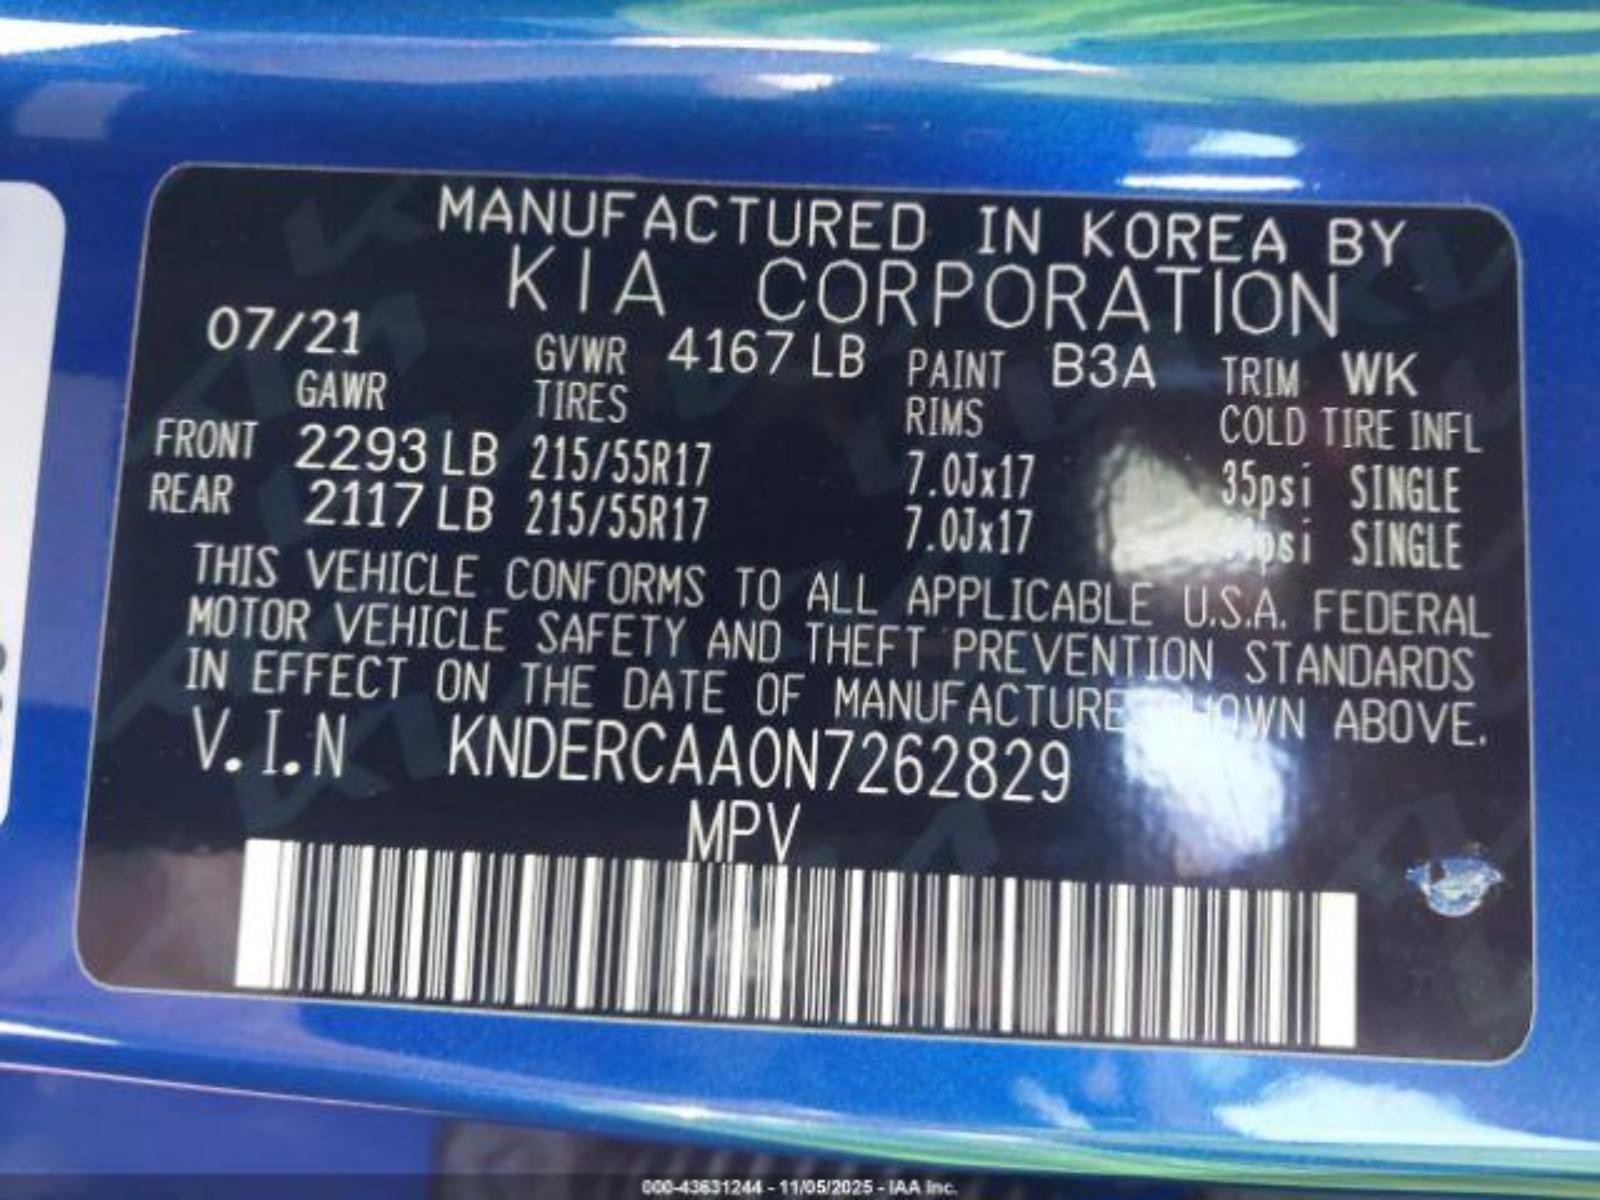 MANUFACTURED IN KOREA BY
KIA CORPORATION
07/21 GVWR 4167 LB PAINT B3A TRIM WK
GAWR TIRES RIMS COLD TIRE INFL
FRONT 2293 LB 215/55R17 7.0Jx17 35psi SINGLE
REAR 2117 LB 215/55R17 7.0Jx17 SINGLE
THIS VEHICLE CONFORMS TO ALL APPLICABLE U.S.A. FEDERAL
MOTOR VEHICLE SAFETY AND THEFT PREVENTION STANDARDS
IN EFFECT ON THE DATE OF MANUFACTURE SHOWN ABOVE.
V.I.N KNDERCAA0N7262829
MPV
000-43631244 - 11/05/2025 - IAA Inc.